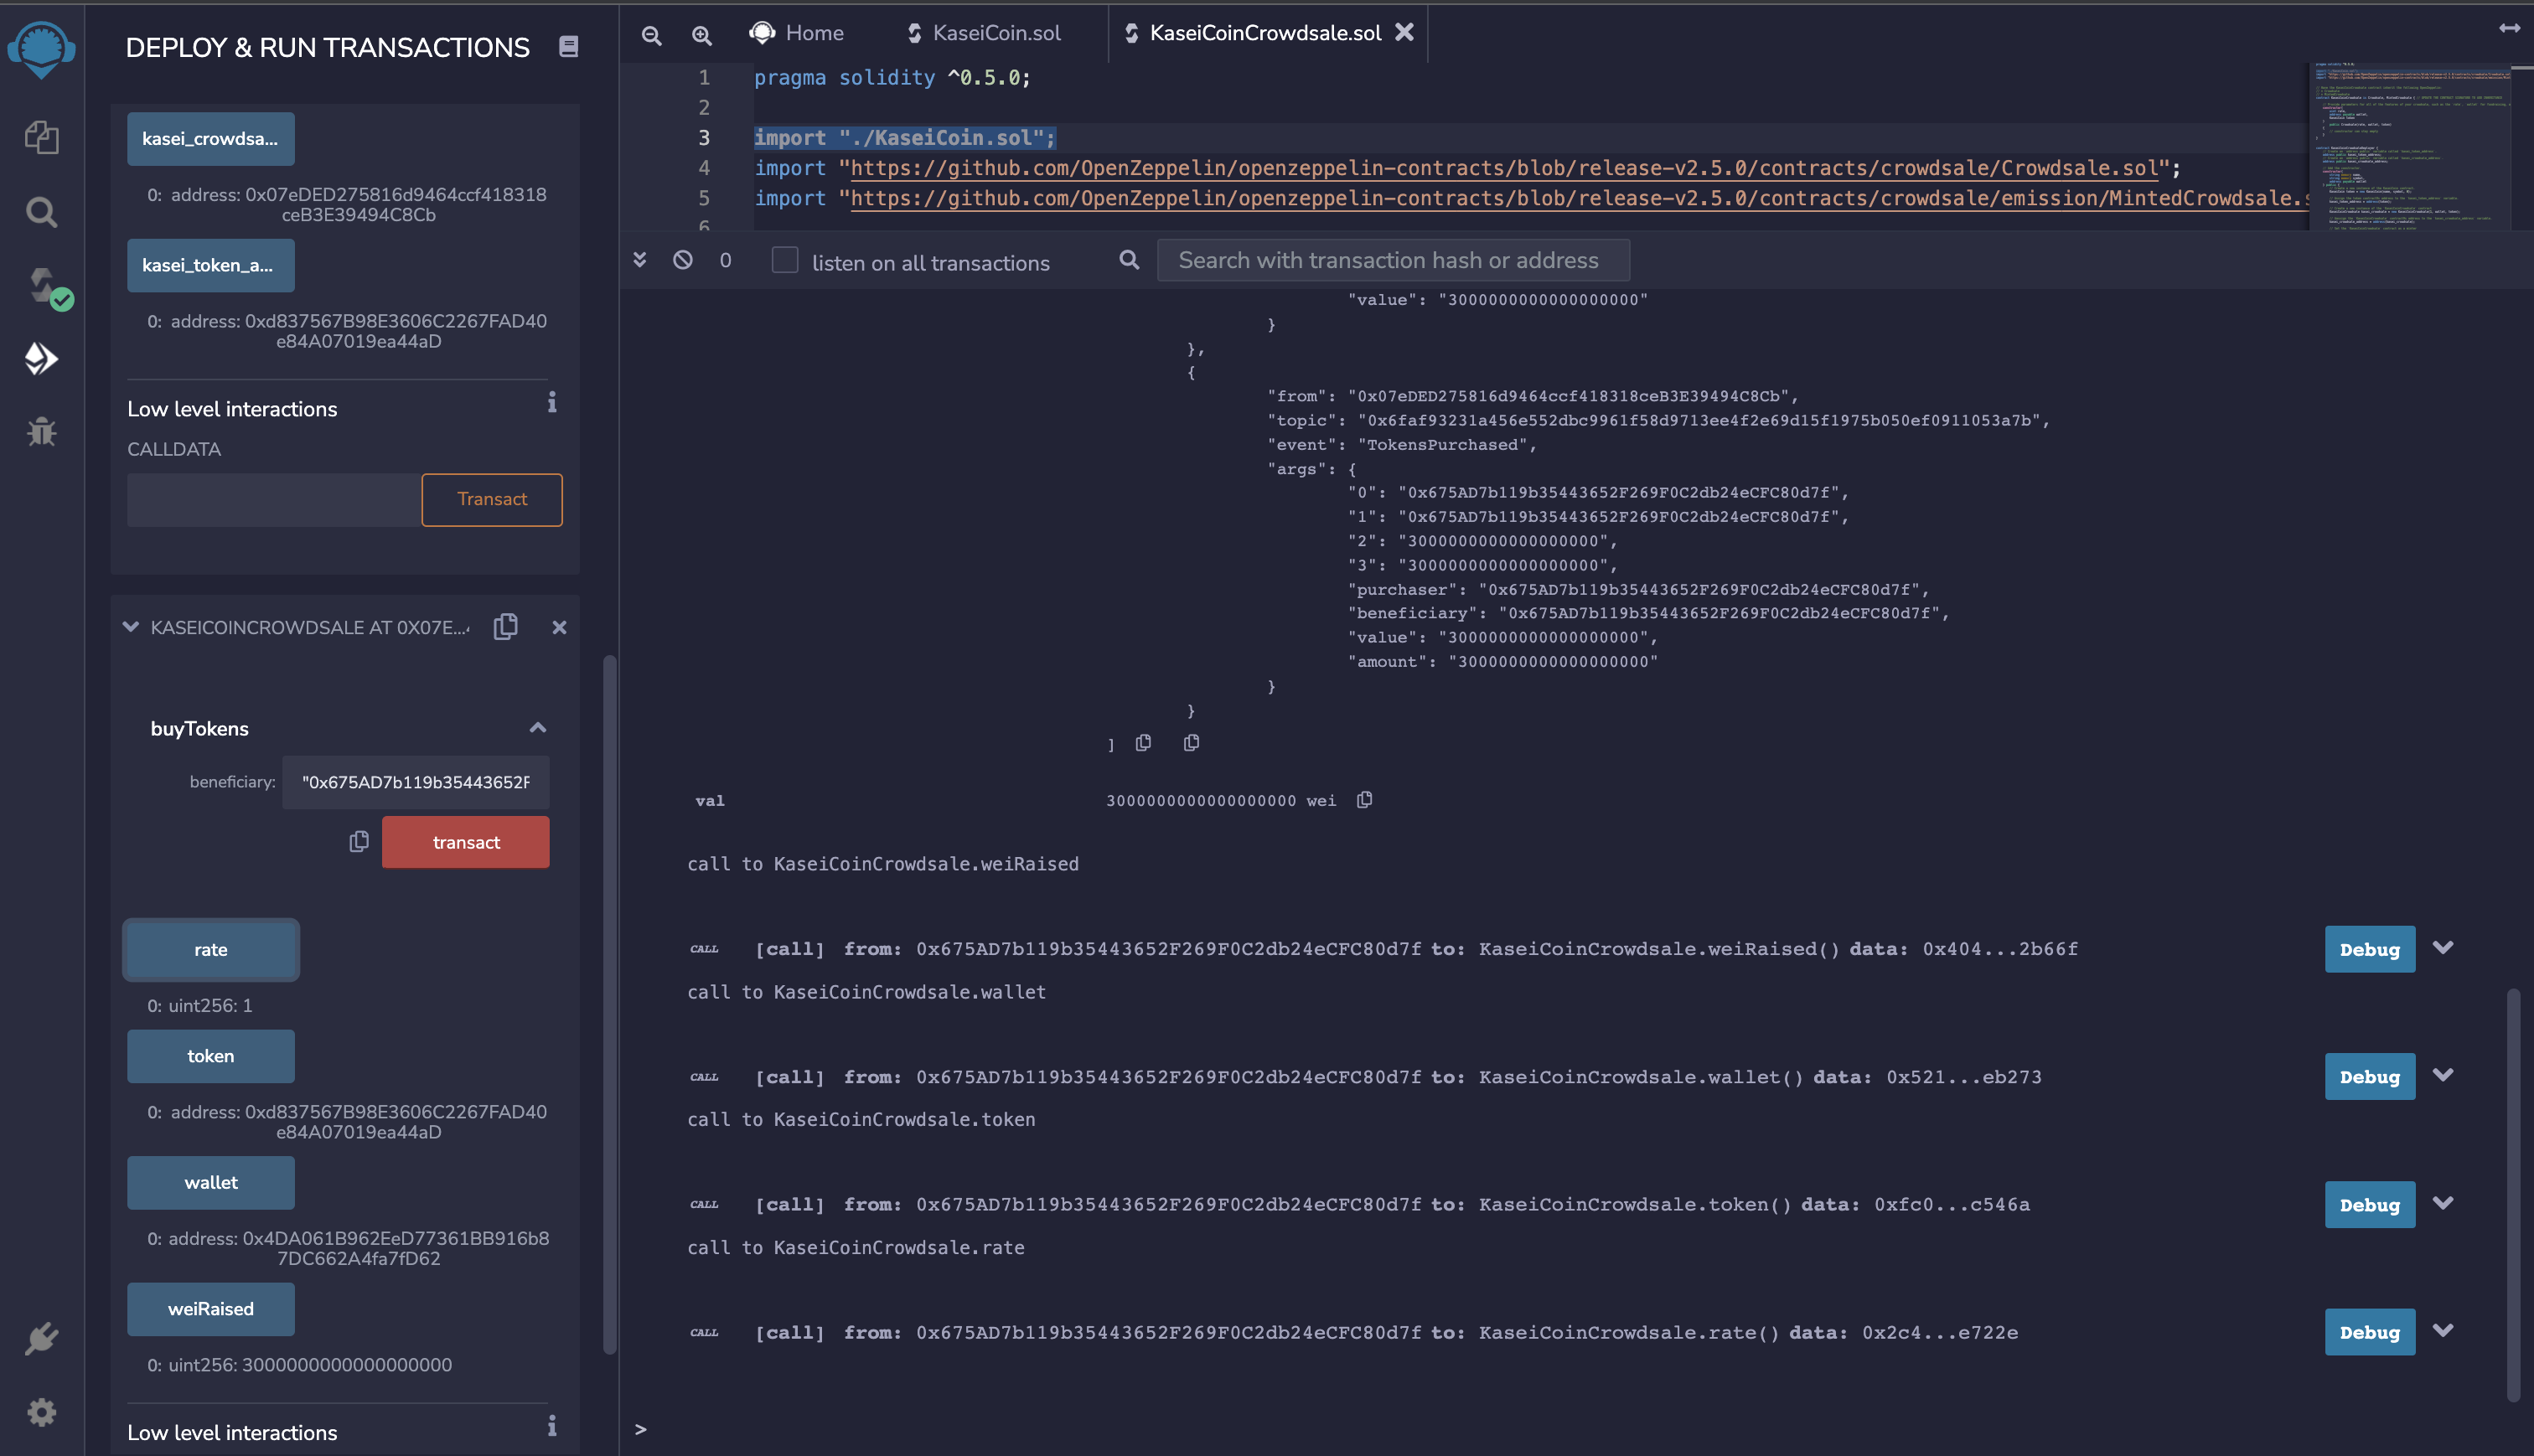 DEPLOY & RUN TRANSACTIONS
kasei_crowdsa...
0: address: 0x07eDED275816d9464ccf418318
ceB3E39494C8Cb
kasei_token_a...
0: address: 0xd837567B98E3606C2267FAD40
e84A07019ea44aD
Low level interactions
CALLDATA
Transact
KASEICOINCROWDSALE AT 0X07E...
buyTokens
beneficiary:
"0x675AD7b119b35443652F
transact
rate
0: uint256: 1
token
0: address: 0xd837567B98E3606C2267FAD40
e84A07019ea44aD
wallet
0: address: 0x4DA061B962EeD77361BB916b8
7DC662A4fa7fD62
weiRaised
0: uint256: 3000000000000000000
Low level interactions
Home
KaseiCoin.sol
KaseiCoinCrowdsale.sol
1 pragma solidity ^0.5.0;
2
3 import "./KaseiCoin.sol";
4 import "https://github.com/OpenZeppelin/openzeppelin-contracts/blob/release-v2.5.0/contracts/crowdsale/Crowdsale.sol";
5 import "https://github.com/OpenZeppelin/openzeppelin-contracts/blob/release-v2.5.0/contracts/crowdsale/emission/MintedCrowdsale.s
6
0
listen on all transactions
Search with transaction hash or address
"value": "3000000000000000000"
}
},
{
"from": "0x07eDED275816d9464ccf418318ceB3E39494C8Cb",
"topic": "0x6faf93231a456e552dbc9961f58d9713ee4f2e69d15f1975b050ef0911053a7b",
"event": "TokensPurchased",
"args": {
"0": "0x675AD7b119b35443652F269F0C2db24eCFC80d7f",
"1": "0x675AD7b119b35443652F269F0C2db24eCFC80d7f",
"2": "3000000000000000000",
"3": "3000000000000000000",
"purchaser": "0x675AD7b119b35443652F269F0C2db24eCFC80d7f",
"beneficiary": "0x675AD7b119b35443652F269F0C2db24eCFC80d7f",
"value": "3000000000000000000",
"amount": "3000000000000000000"
}
}
]
val 3000000000000000000 wei
call to KaseiCoinCrowdsale.weiRaised
CALL [call] from: 0x675AD7b119b35443652F269F0C2db24eCFC80d7f to: KaseiCoinCrowdsale.weiRaised() data: 0x404...2b66f Debug
call to KaseiCoinCrowdsale.wallet
CALL [call] from: 0x675AD7b119b35443652F269F0C2db24eCFC80d7f to: KaseiCoinCrowdsale.wallet() data: 0x521...eb273 Debug
call to KaseiCoinCrowdsale.token
CALL [call] from: 0x675AD7b119b35443652F269F0C2db24eCFC80d7f to: KaseiCoinCrowdsale.token() data: 0xfc0...c546a Debug
call to KaseiCoinCrowdsale.rate
CALL [call] from: 0x675AD7b119b35443652F269F0C2db24eCFC80d7f to: KaseiCoinCrowdsale.rate() data: 0x2c4...e722e Debug
>